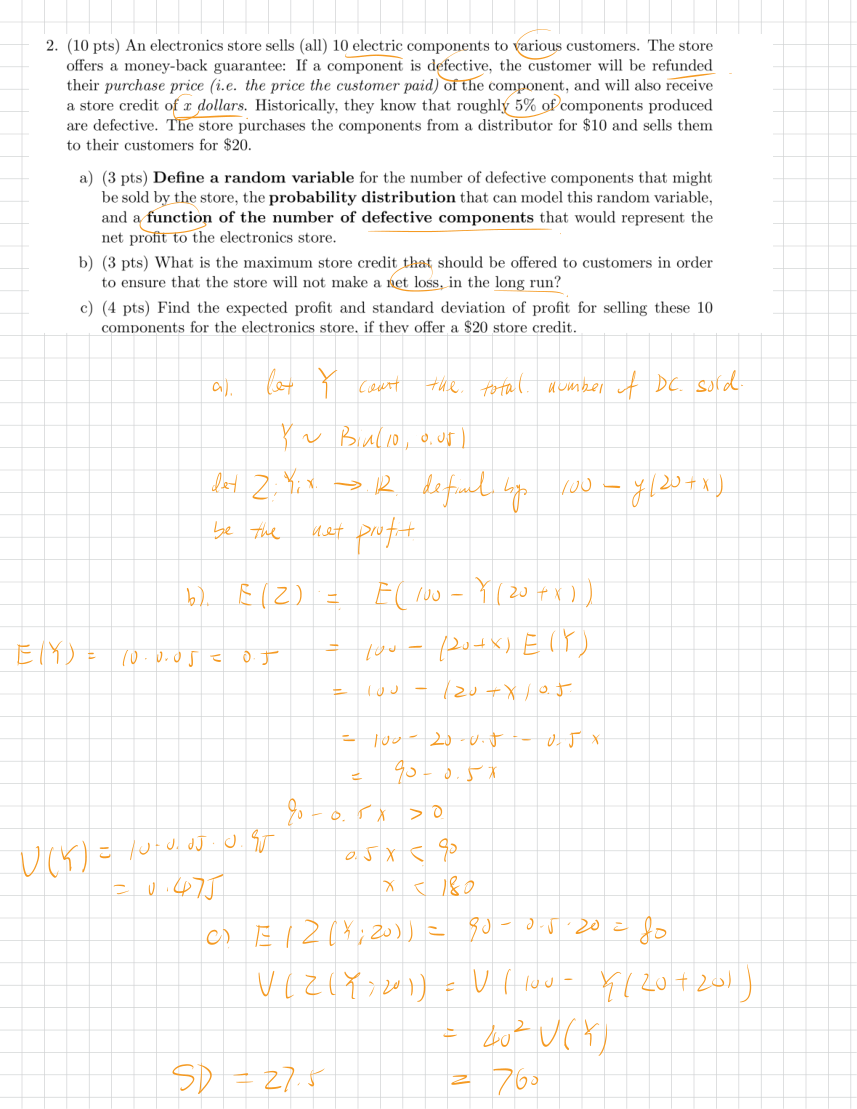 2. (10 pts) An electronics store sells (all) 10 electric components to various customers. The store
offers a money-back guarantee: If a component is defective, the customer will be refunded
their purchase price (i.e. the price the customer paid) of the component, and will also receive
a store credit of x dollars. Historically, they know that roughly 5% of components produced
are defective. The store purchases the components from a distributor for $10 and sells them
to their customers for $20.
a) (3 pts) Define a random variable for the number of defective components that might
be sold by the store, the probability distribution that can model this random variable,
and a function of the number of defective components that would represent the
net profit to the electronics store.
b) (3 pts) What is the maximum store credit that should be offered to customers in order
to ensure that the store will not make a net loss, in the long run?
c) (4 pts) Find the expected profit and standard deviation of profit for selling these 10
components for the electronics store, if they offer a $20 store credit.
a). let Y count the total number of DC. sold.
Y ~ Bin(10, 0.05)
let Z: Y; x → R defined by 100 - y(20+x)
be the net profit
b). E(Z) = E(100 - Y(20+x))
E(Y) = 10·0.05 = 0.5 = 100 - (20+x) E(Y)
= 100 - (20+x)0.5
= 100 - 20·0.5 - 0.5x
= 90 - 0.5x
90 - 0.5x > 0
V(Y) = 10·0.05·0.95 0.5x < 90
= 0.475 x < 180
c) E(Z(Y;20)) = 90 - 0.5·20 = 80
V(Z(Y;20)) = V(100 - Y(20+20))
= 40² V(Y)
SD = 27.5 = 760